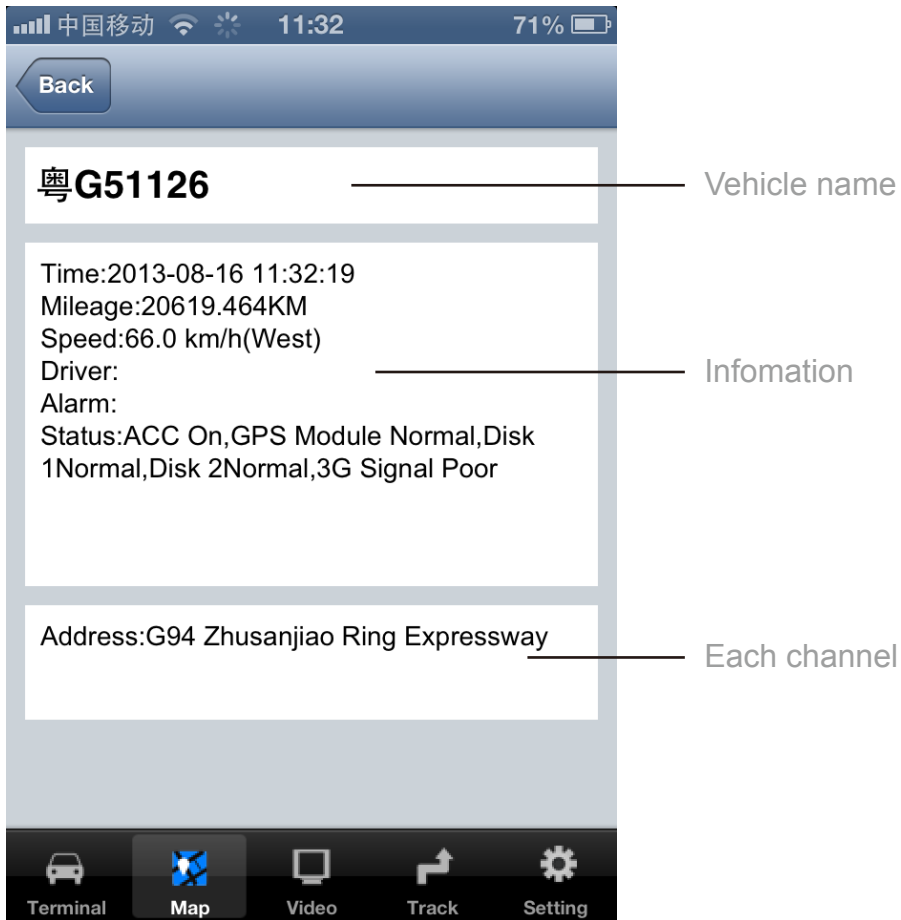 中国移动 11:32 71%
Back
粤G51126
Vehicle name
Time:2013-08-16 11:32:19
Mileage:20619.464KM
Speed:66.0 km/h(West)
Driver:
Infomation
Alarm:
Status:ACC On,GPS Module Normal,Disk
1Normal,Disk 2Normal,3G Signal Poor
Address:G94 Zhusanjiao Ring Expressway
Each channel
Terminal Map Video Track Setting